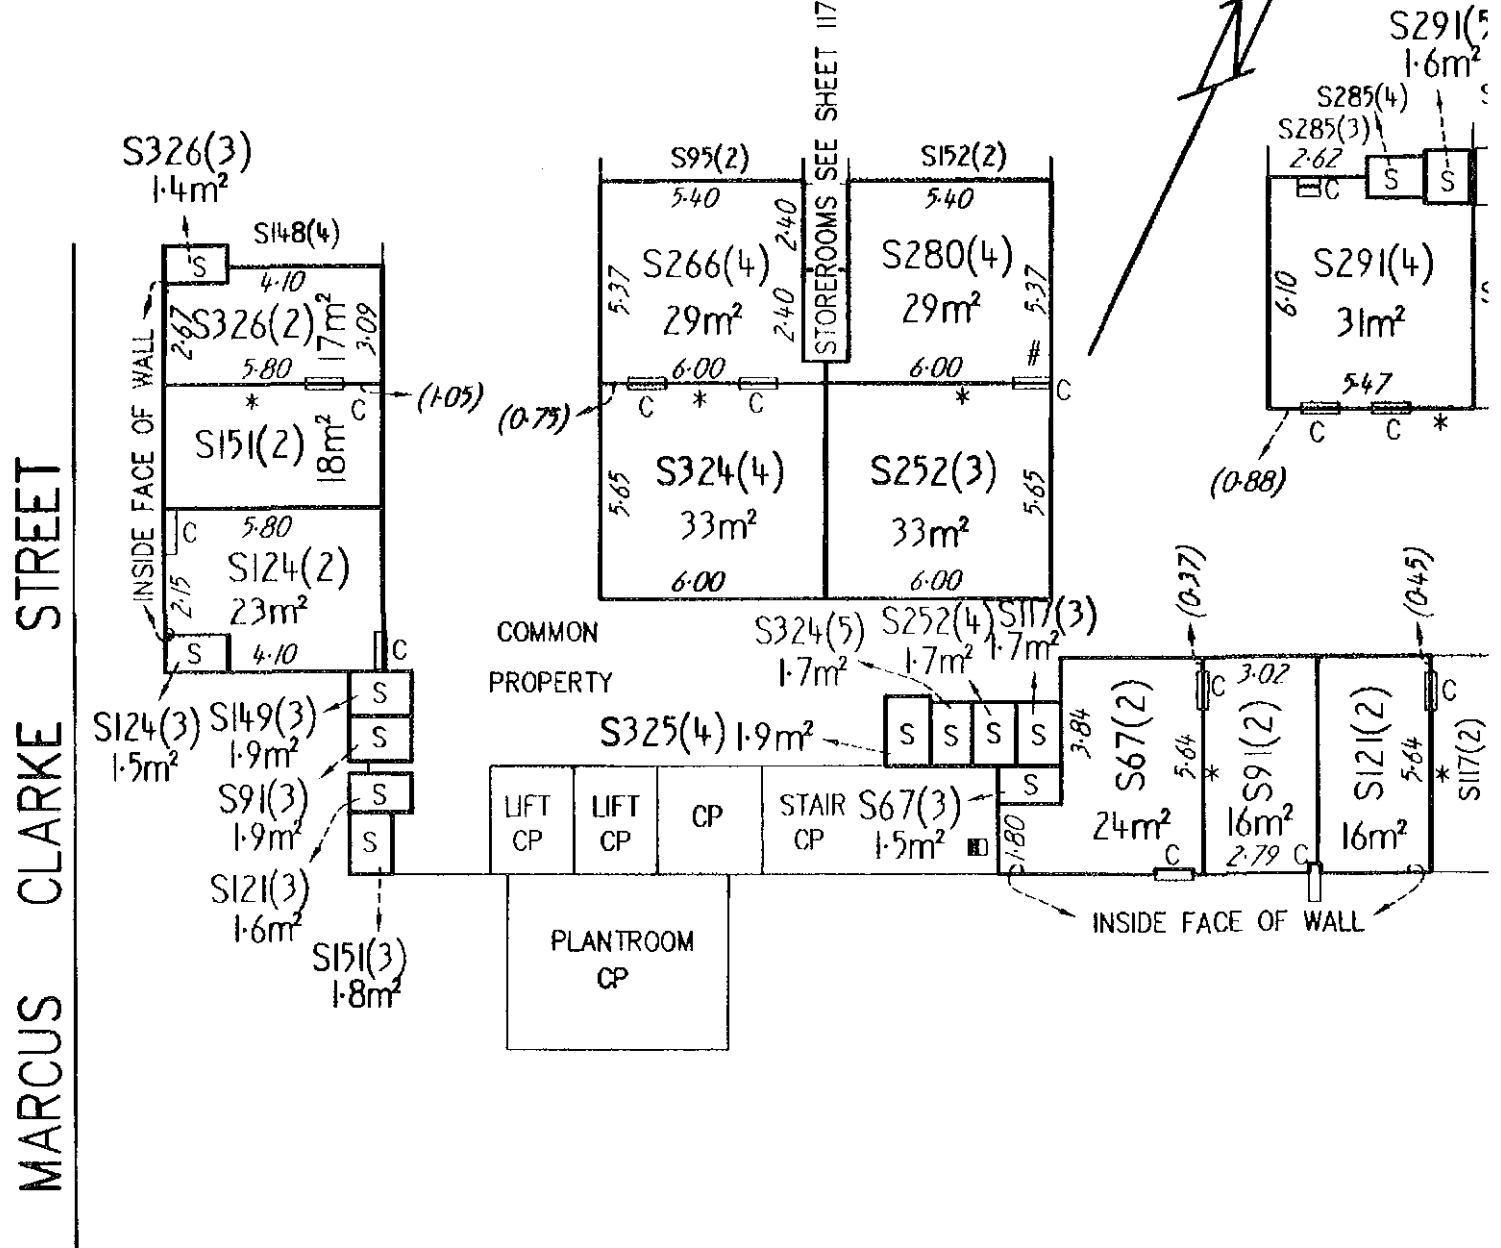 S291(5
1·6m²
S285(4)
S285(3)
2·62
S
S
C
S291(4)
31m²
6·10
5·47
C
C
*
(0·88)
STOREROOMS SEE SHEET 117
S95(2)
5·40
2·40
2·40
S266(4)
29m²
5·37
6·00
C
*
C
(0·75)
S152(2)
5·40
S280(4)
29m²
5·37
#
6·00
*
C
S324(4)
33m²
5·65
6·00
S252(3)
33m²
5·65
6·00
S326(3)
1·4m²
S
S148(4)
4·10
S326(2)
17m²
2·67
3·09
5·80
*
C
(1·05)
S151(2)
18m²
INSIDE FACE OF WALL
C
5·80
S124(2)
23m²
2·15
S
4·10
C
S124(3)
1·5m²
S149(3)
1·9m²
S
S91(3)
1·9m²
S
S121(3)
1·6m²
S
S151(3)
1·8m²
S
COMMON
PROPERTY
S324(5)
1·7m²
S252(4)
1·7m²
S117(3)
1·7m²
S325(4) 1·9m²
S
S
S
S
S67(3)
1·5m²
S
LIFT
CP
LIFT
CP
CP
STAIR
CP
PLANTROOM
CP
3·84
S67(2)
24m²
1·80
5·64
C
(0·37)
C
*
3·02
S91(2)
16m²
2·79
C
S121(2)
16m²
5·64
(0·45)
C
*
S117(2)
INSIDE FACE OF WALL
MARCUS CLARKE STREET